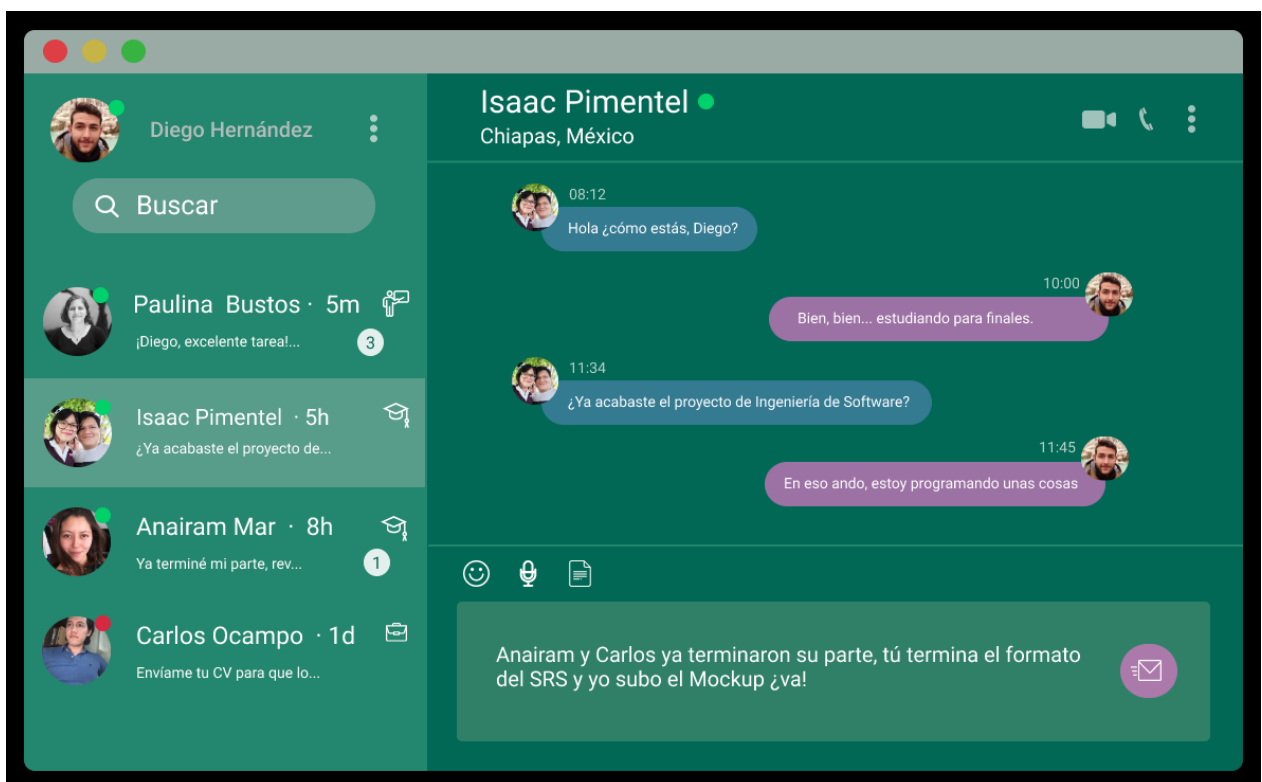 Diego Hernández
Buscar
Paulina Bustos · 5m
¡Diego, excelente tarea!...
3
Isaac Pimentel · 5h
¿Ya acabaste el proyecto de...
Anairam Mar · 8h
Ya terminé mi parte, rev...
1
Carlos Ocampo · 1d
Envíame tu CV para que lo...
Isaac Pimentel
Chiapas, México
08:12
Hola ¿cómo estás, Diego?
10:00
Bien, bien... estudiando para finales.
11:34
¿Ya acabaste el proyecto de Ingeniería de Software?
11:45
En eso ando, estoy programando unas cosas
Anairam y Carlos ya terminaron su parte, tú termina el formato
del SRS y yo subo el Mockup ¿va!